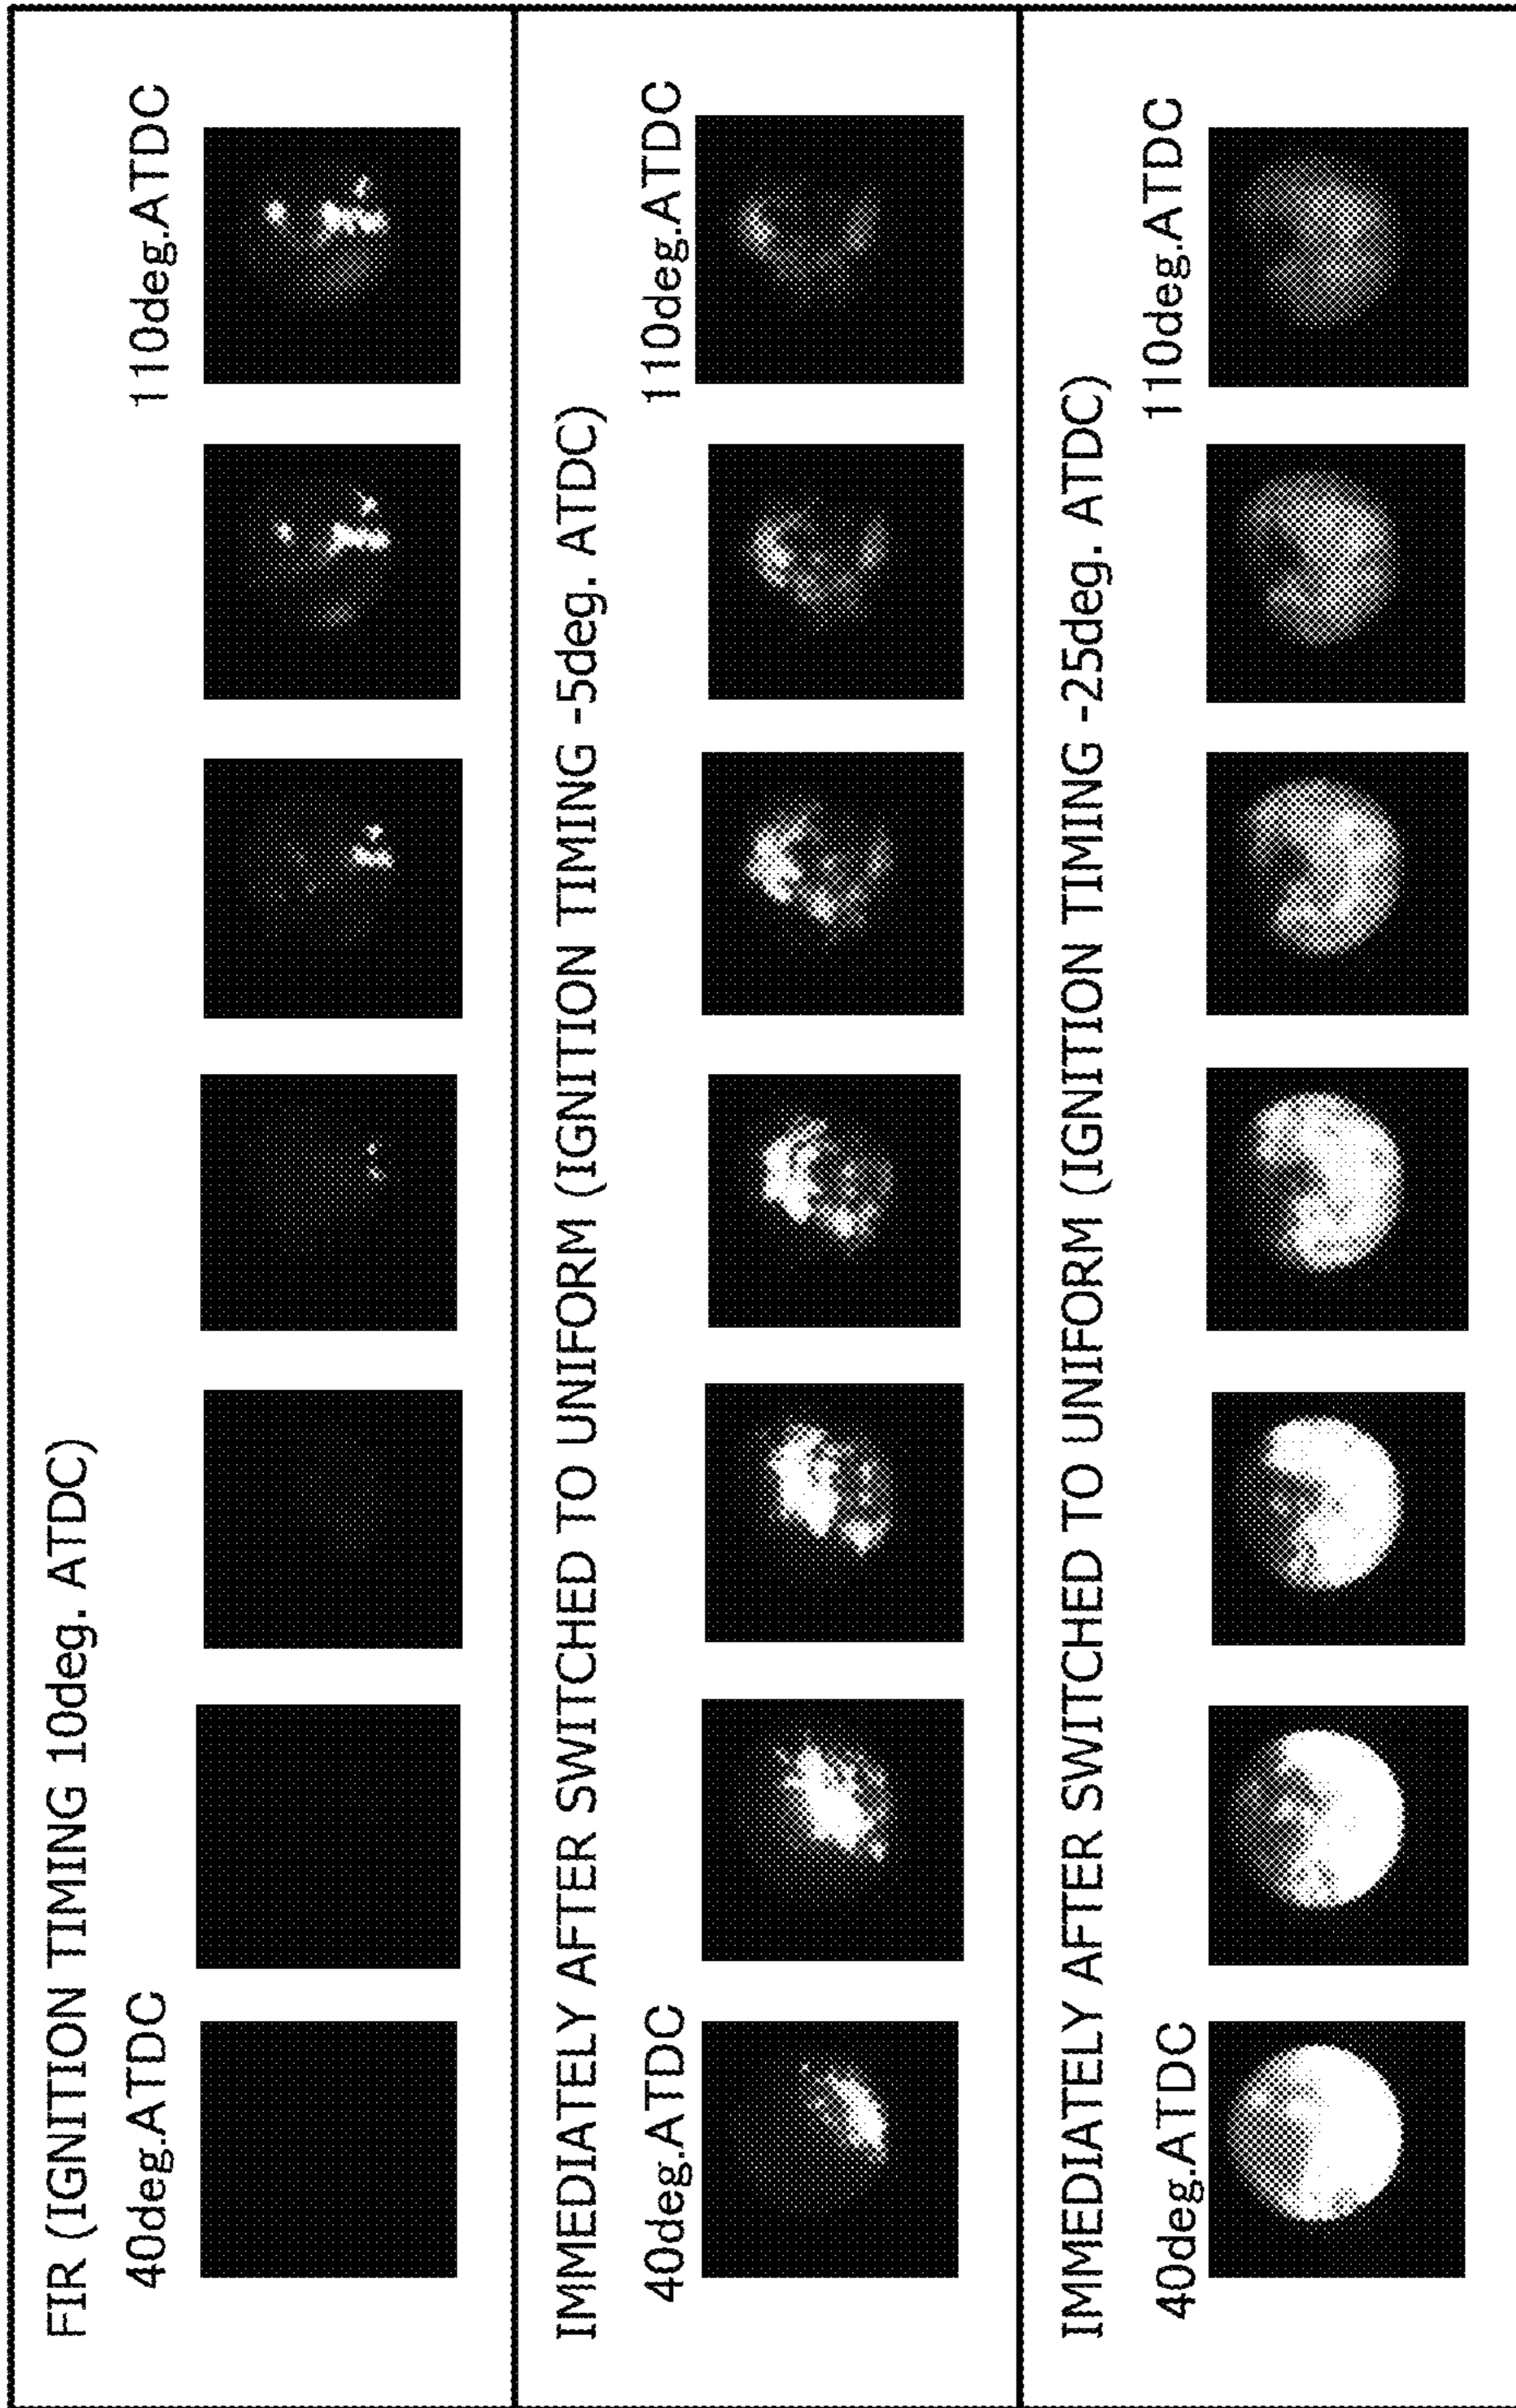 FIR (IGNITION TIMING 10deg. ATDC)
40deg.ATDC
110deg.ATDC
IMMEDIATELY AFTER SWITCHED TO UNIFORM (IGNITION TIMING -5deg. ATDC)
40deg.ATDC
110deg.ATDC
IMMEDIATELY AFTER SWITCHED TO UNIFORM (IGNITION TIMING -25deg. ATDC)
40deg.ATDC
110deg.ATDC